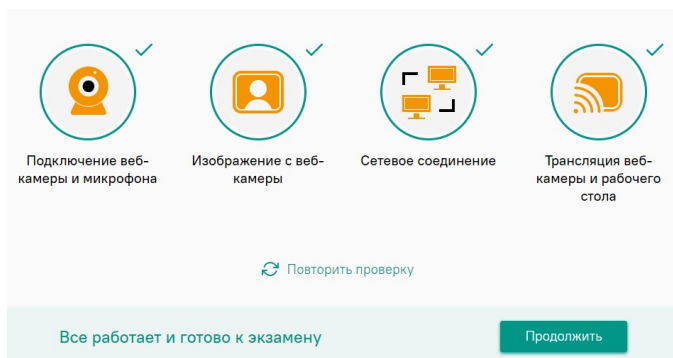 Подключение веб-
камеры и микрофона
Изображение с веб-
камеры
Сетевое соединение
Трансляция веб-
камеры и рабочего
стола
Повторить проверку
Все работает и готово к экзамену
Продолжить